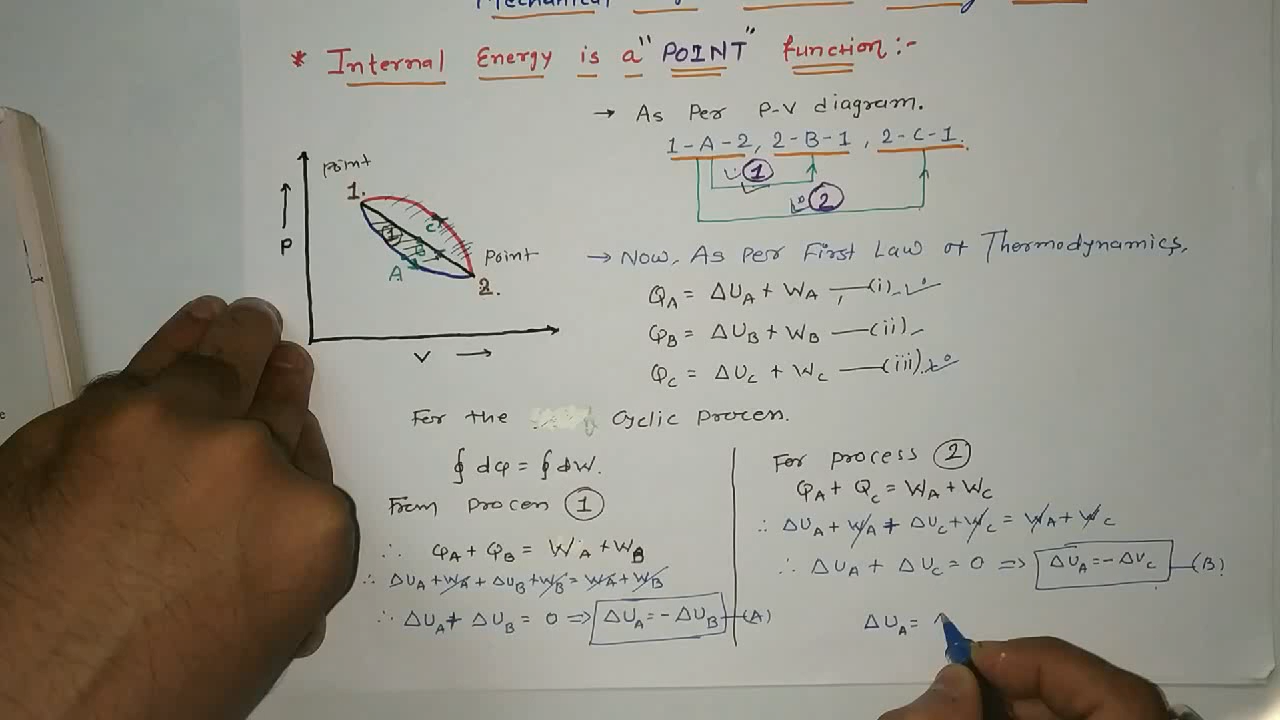 Mechanical
* Internal Energy is a "POINT" function :-
→ As Per P-V diagram.
1-A-2, 2-B-1, 2-C-1.
1
2
Point
1.
P
C
B
A
Point
2.
V →
→ Now, As Per First Law of Thermodynamics,
QA = ΔUA + WA, —(i)
QB = ΔUB + WB —(ii)
QC = ΔUC + WC —(iii)
For the Cyclic Process.
∮ dQ = ∮ dW.
From process 1
∴ QA + QB = WA + WB
∴ ΔUA + WA + ΔUB + WB = WA + WB
∴ ΔUA + ΔUB = 0 ⇒ ΔUA = - ΔUB —(A)
For process 2
QA + QC = WA + WC
∴ ΔUA + WA + ΔUC + WC = WA + WC
∴ ΔUA + ΔUC = 0 ⇒ ΔUA = - ΔUC —(B)
ΔUA =